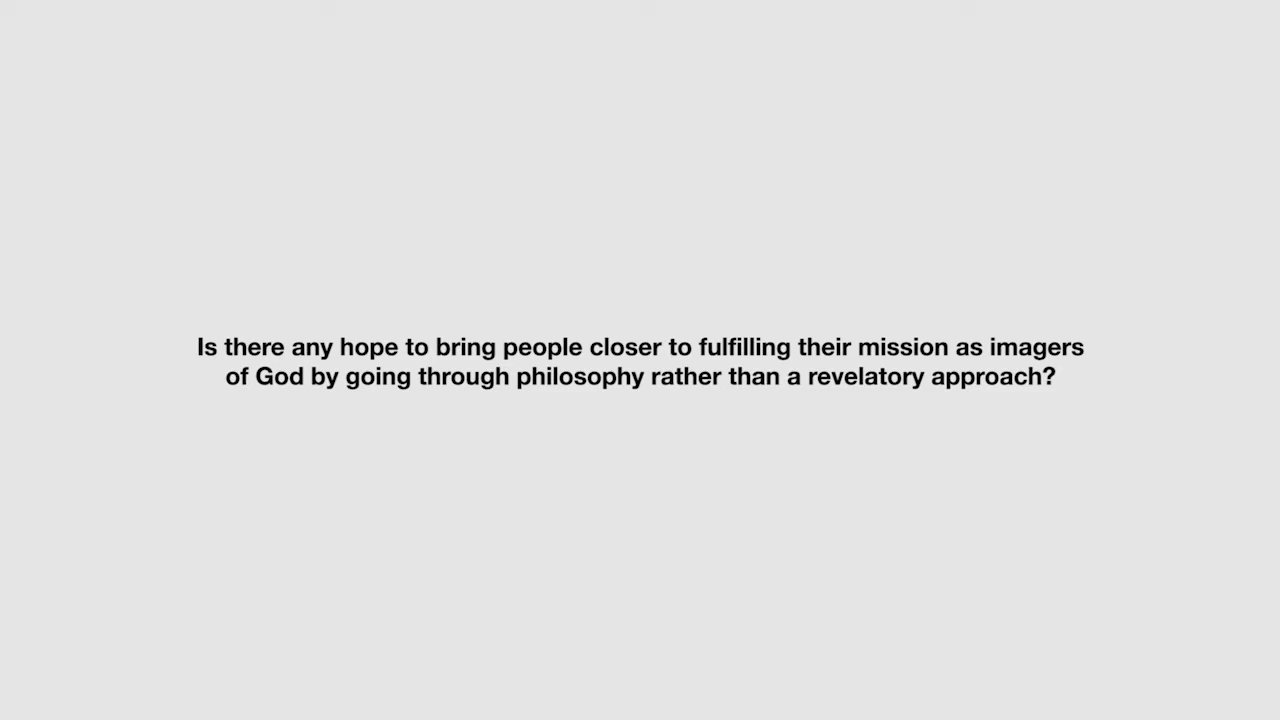 Is there any hope to bring people closer to fulfilling their mission as imagers
of God by going through philosophy rather than a revelatory approach?